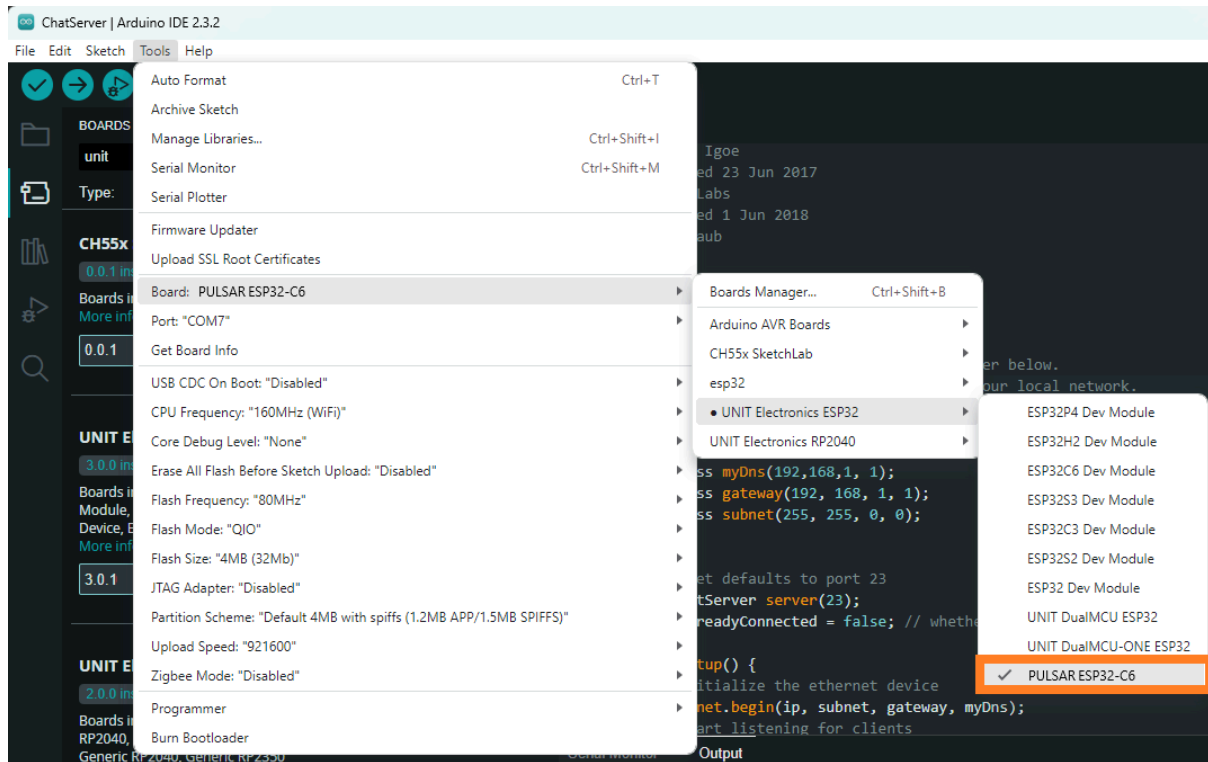 ChatServer | Arduino IDE 2.3.2
File Edit Sketch Tools Help
BOARDS
unit
Type:
CH55x
0.0.1
Boards
More
0.0.1
UNIT
3.0.0
Boards
Module,
Device,
More
3.0.1
UNIT
2.0.0
Boards
RP2040,
Generic RP2040, Generic RP2350
Auto Format Ctrl+T
Archive Sketch
Manage Libraries... Ctrl+Shift+I
Serial Monitor Ctrl+Shift+M
Serial Plotter
Firmware Updater
Upload SSL Root Certificates
Board: PULSAR ESP32-C6
Port: "COM7"
Get Board Info
USB CDC On Boot: "Disabled"
CPU Frequency: "160MHz (WiFi)"
Core Debug Level: "None"
Erase All Flash Before Sketch Upload: "Disabled"
Flash Frequency: "80MHz"
Flash Mode: "QIO"
Flash Size: "4MB (32Mb)"
JTAG Adapter: "Disabled"
Partition Scheme: "Default 4MB with spiffs (1.2MB APP/1.5MB SPIFFS)"
Upload Speed: "921600"
Zigbee Mode: "Disabled"
Programmer
Burn Bootloader
Boards Manager... Ctrl+Shift+B
Arduino AVR Boards
CH55x SketchLab
esp32
● UNIT Electronics ESP32
UNIT Electronics RP2040
ESP32P4 Dev Module
ESP32H2 Dev Module
ESP32C6 Dev Module
ESP32S3 Dev Module
ESP32C3 Dev Module
ESP32S2 Dev Module
ESP32 Dev Module
UNIT DualMCU ESP32
UNIT DualMCU-ONE ESP32
✓ PULSAR ESP32-C6
Igoe
ed 23 Jun 2017
Labs
ed 1 Jun 2018
aub
er below.
our local network.
ss myDns(192,168,1, 1);
ss gateway(192, 168, 1, 1);
ss subnet(255, 255, 0, 0);
et defaults to port 23
tServer server(23);
readyConnected = false; // whethe
tup() {
itialize the ethernet device
net.begin(ip, subnet, gateway, myDns);
art listening for clients
Serial Monitor Output